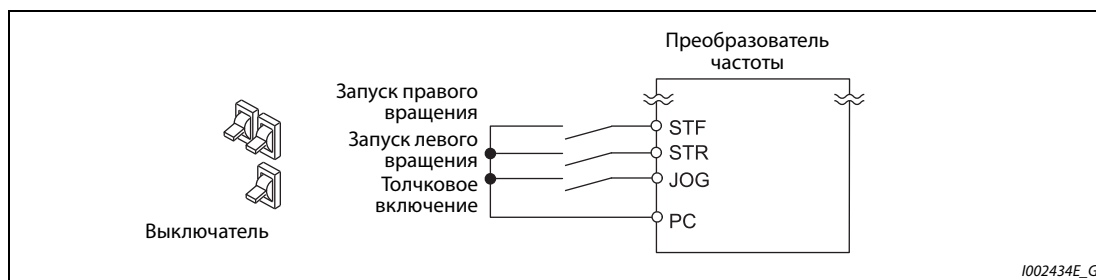 Преобразователь
частоты
Запуск правого
вращения
Запуск левого
вращения
Толчковое
включение
STF
STR
JOG
PC
Выключатель
I002434E_G